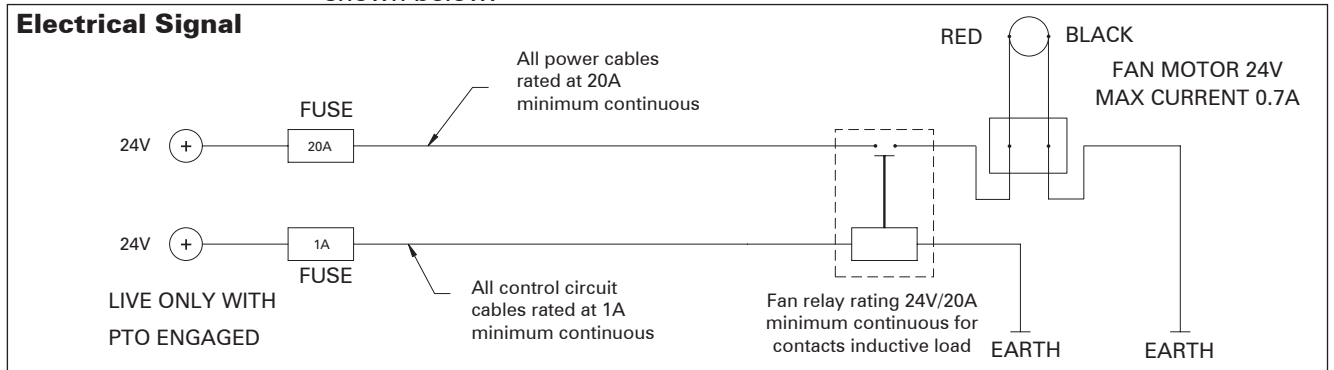 Electrical Signal
RED
BLACK
FAN MOTOR 24V
MAX CURRENT 0.7A
All power cables
rated at 20A
minimum continuous
FUSE
24V
+
20A
24V
+
1A
FUSE
LIVE ONLY WITH
PTO ENGAGED
All control circuit
cables rated at 1A
minimum continuous
Fan relay rating 24V/20A
minimum continuous for
contacts inductive load
EARTH
EARTH